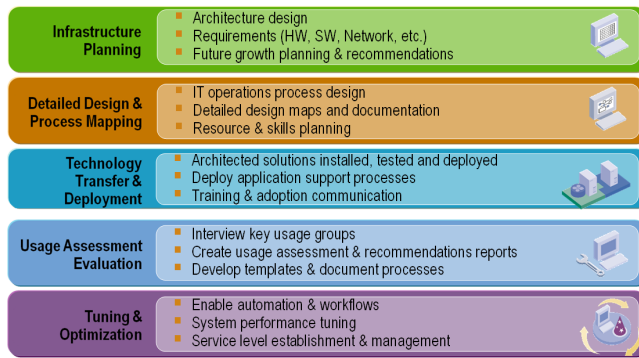 Infrastructure
Planning
Architecture design
Requirements (HW, SW, Network, etc.)
Future growth planning & recommendations
Detailed Design &
Process Mapping
IT operations process design
Detailed design maps and documentation
Resource & skills planning
Technology
Transfer &
Deployment
Architected solutions installed, tested and deployed
Deploy application support processes
Training & adoption communication
Usage Assessment
Evaluation
Interview key usage groups
Create usage assessment & recommendations reports
Develop templates & document processes
Tuning &
Optimization
Enable automation & workflows
System performance tuning
Service level establishment & management